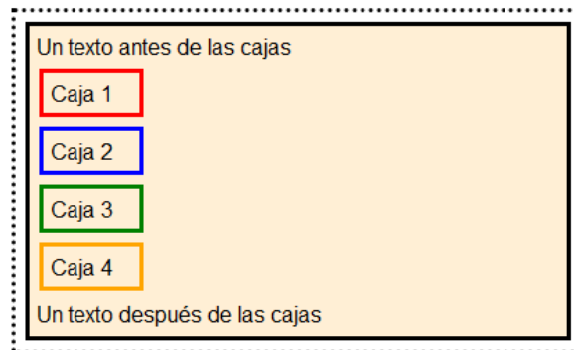 Un texto antes de las cajas
Caja 1
Caja 2
Caja 3
Caja 4
Un texto después de las cajas